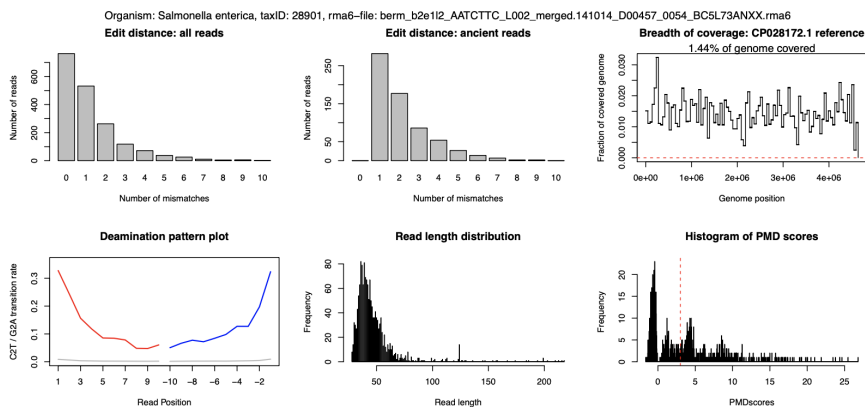 Organism: Salmonella enterica, taxID: 28901, rma6−file: berm_b2e1l2_AATCTTC_L002_merged.141014_D00457_0054_BC5L73ANXX.rma6
Edit distance: all reads
Number of reads
0 200 400 600
0 1 2 3 4 5 6 7 8 9 10
Number of mismatches
Edit distance: ancient reads
Number of reads
0 50 150 250
0 1 2 3 4 5 6 7 8 9 10
Number of mismatches
Breadth of coverage: CP028172.1 reference
1.44% of genome covered
Fraction of covered genome
0.000 0.010 0.020 0.030
0e+00 1e+06 2e+06 3e+06 4e+06
Genome position
Deamination pattern plot
C2T / G2A transition rate
0.0 0.1 0.2 0.3
1 3 5 7 9 −10 −8 −6 −4 −2
Read Position
Read length distribution
Frequency
0 20 40 60 80
50 100 150 200
Read length
Histogram of PMD scores
Frequency
0 5 10 15 20
0 5 10 15 20 25
PMDscores